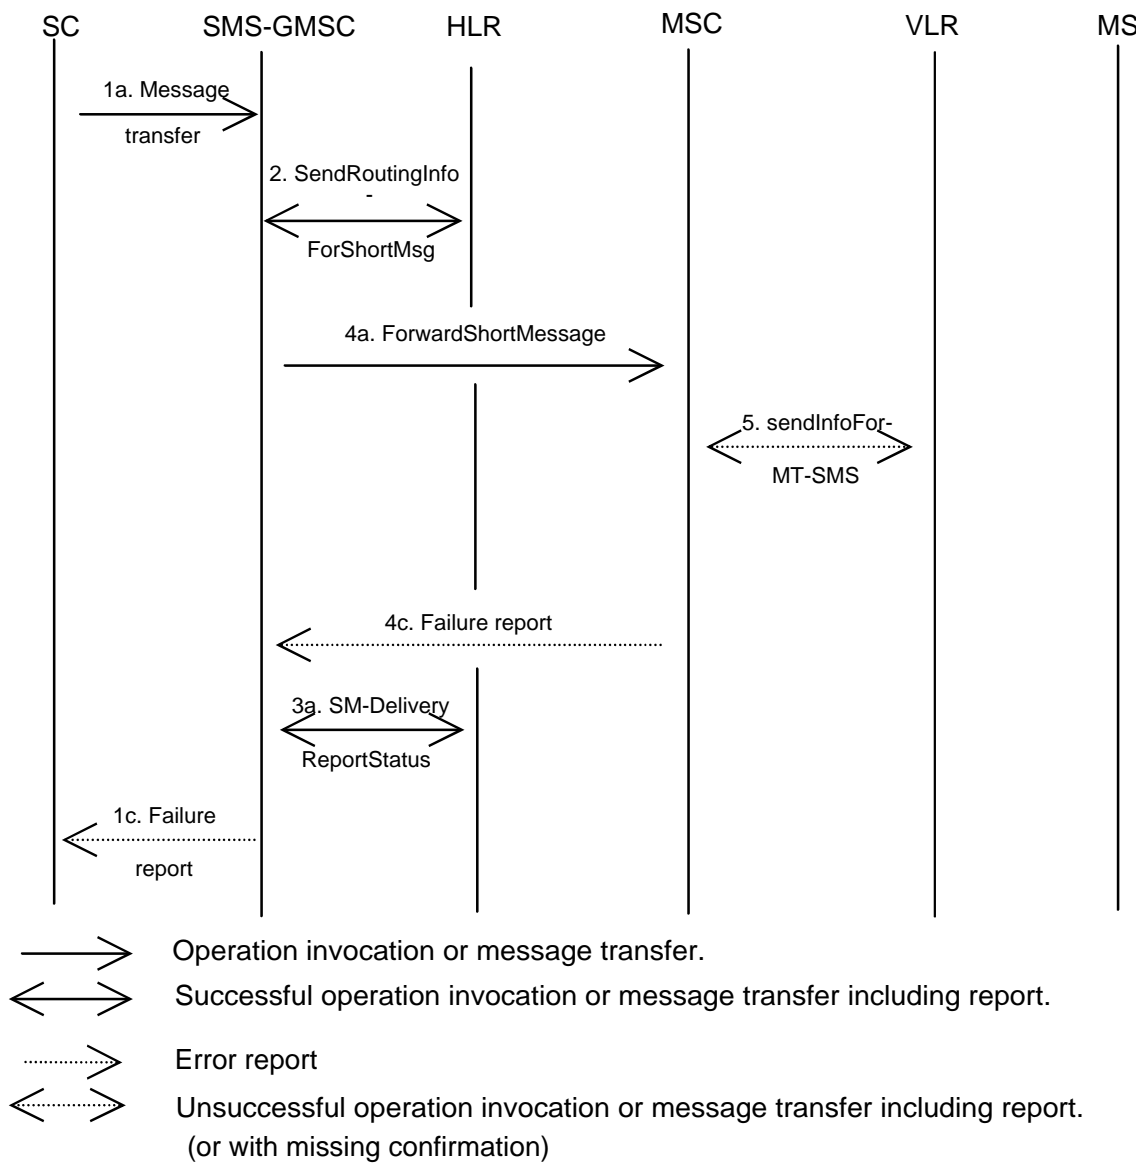 SC SMS-GMSC HLR MSC VLR MS
1a. Message
transfer
2. SendRoutingInfo
-
ForShortMsg
4a. ForwardShortMessage
5. sendInfoFor-
MT-SMS
4c. Failure report
3a. SM-Delivery
ReportStatus
1c. Failure
report
Operation invocation or message transfer.
Successful operation invocation or message transfer including report.
Error report
Unsuccessful operation invocation or message transfer including report.
(or with missing confirmation)